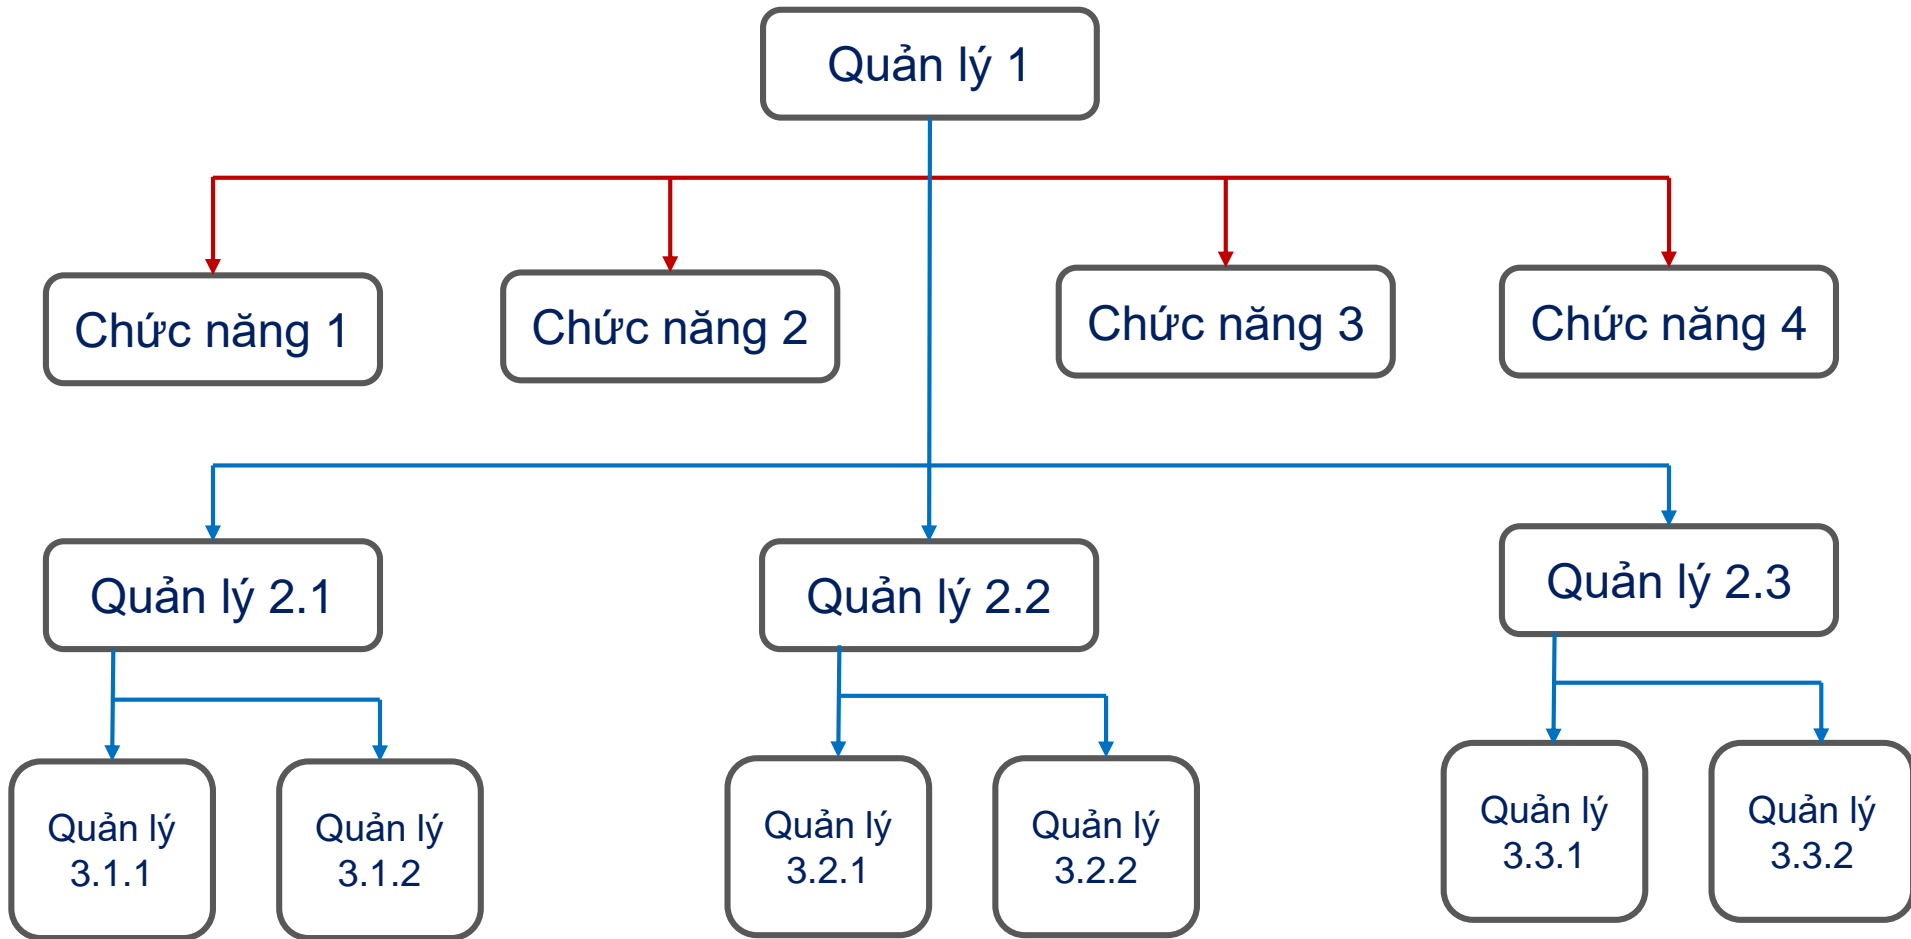 Quản lý 1
Chức năng 1
Chức năng 2
Chức năng 3
Chức năng 4
Quản lý 2.1
Quản lý 2.2
Quản lý 2.3
Quản lý
3.1.1
Quản lý
3.1.2
Quản lý
3.2.1
Quản lý
3.2.2
Quản lý
3.3.1
Quản lý
3.3.2